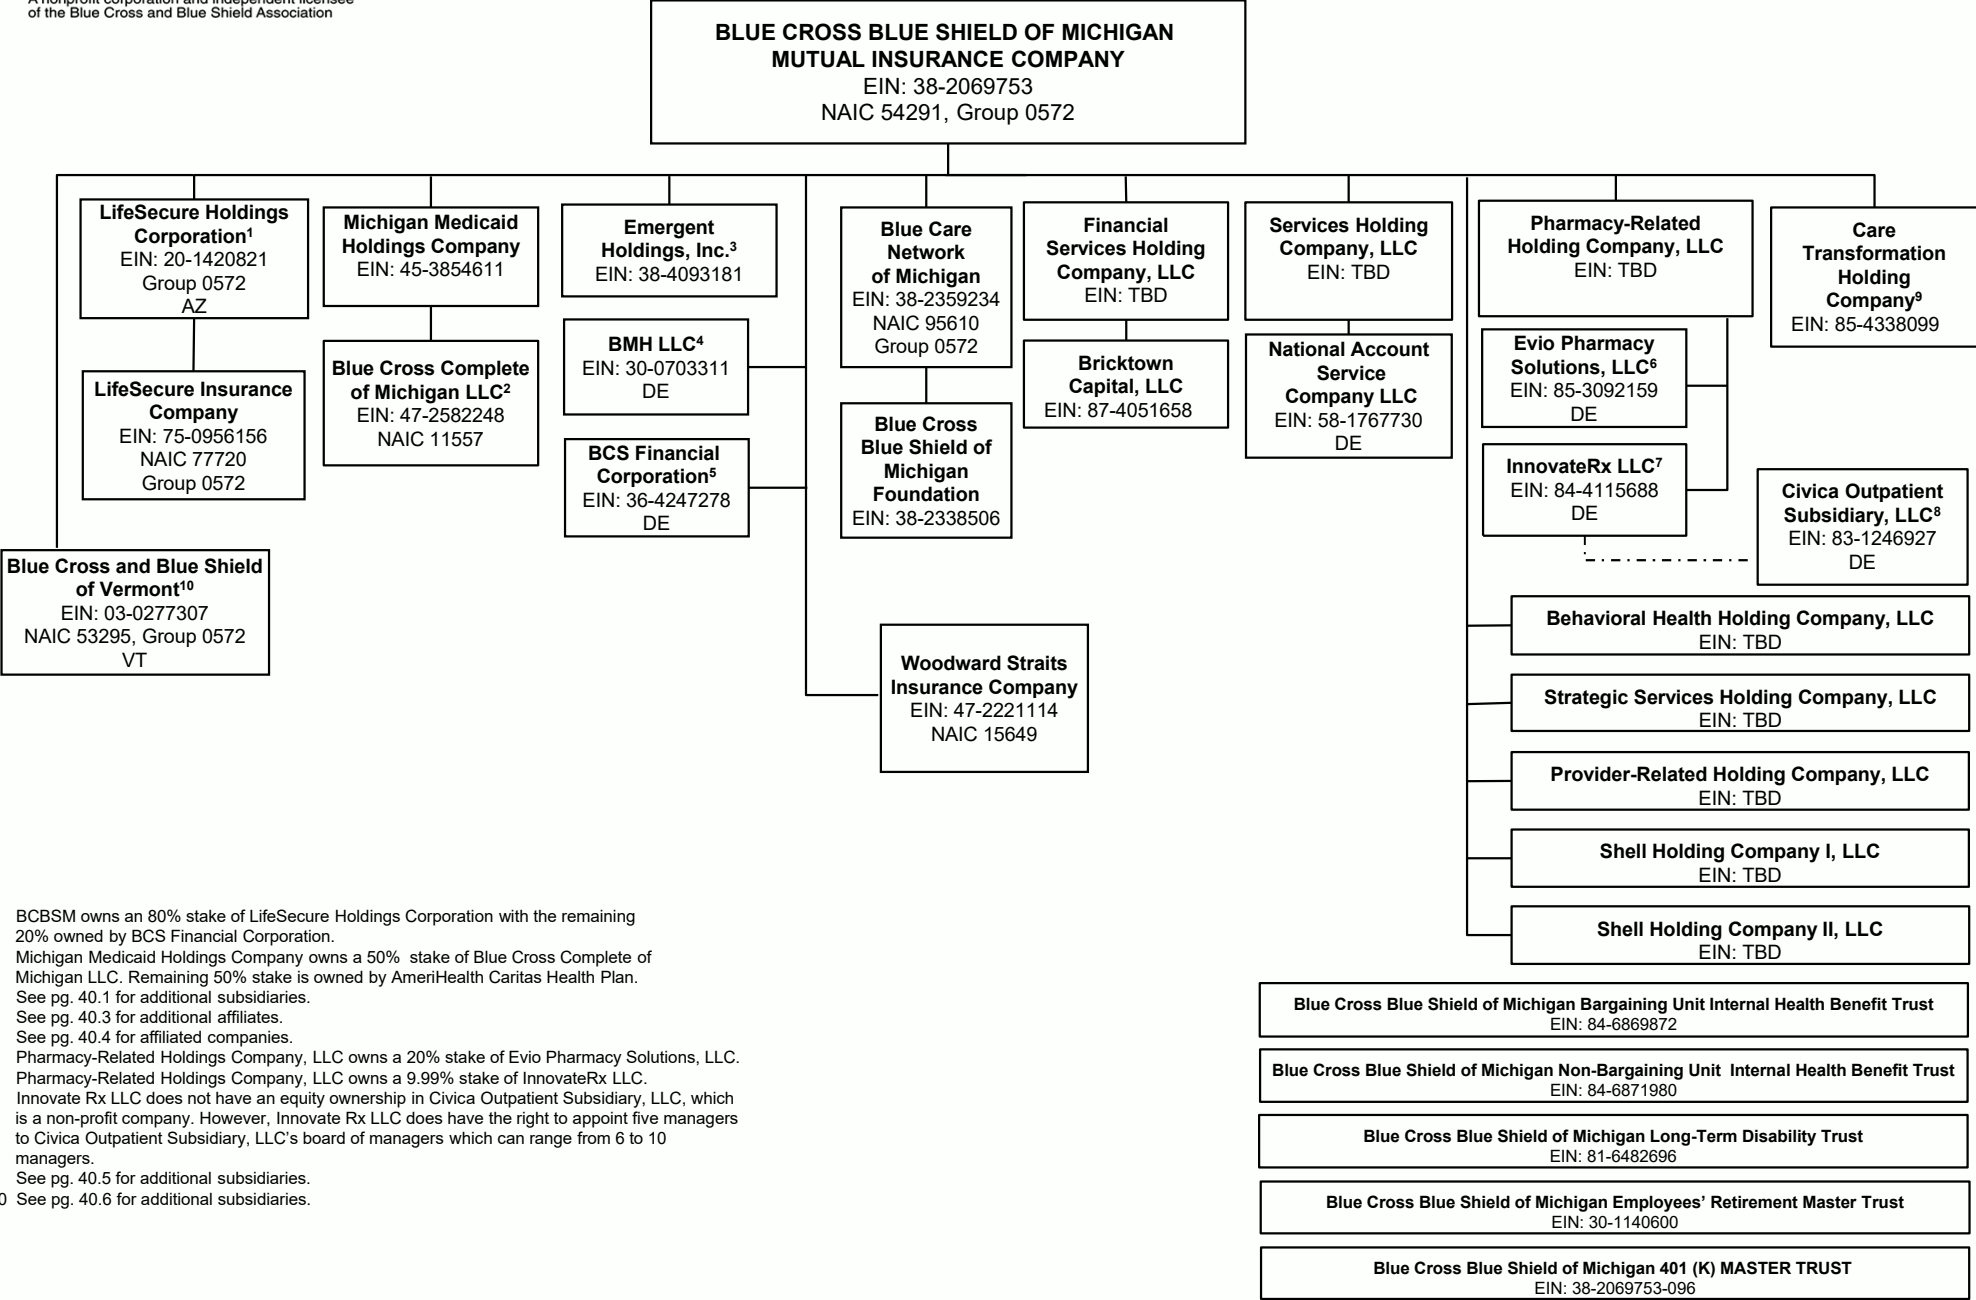 A nonprofit corporation and independent licensee
of the Blue Cross and Blue Shield Association
BLUE CROSS BLUE SHIELD OF MICHIGAN
MUTUAL INSURANCE COMPANY
EIN: 38-2069753
NAIC 54291, Group 0572
LifeSecure Holdings
Corporation¹
EIN: 20-1420821
Group 0572
AZ
Michigan Medicaid
Holdings Company
EIN: 45-3854611
Emergent
Holdings, Inc.³
EIN: 38-4093181
Blue Care
Network
of Michigan
EIN: 38-2359234
NAIC 95610
Group 0572
Financial
Services Holding
Company, LLC
EIN: TBD
Services Holding
Company, LLC
EIN: TBD
Pharmacy-Related
Holding Company, LLC
EIN: TBD
Care
Transformation
Holding
Company⁹
EIN: 85-4338099
LifeSecure Insurance
Company
EIN: 75-0956156
NAIC 77720
Group 0572
Blue Cross Complete
of Michigan LLC²
EIN: 47-2582248
NAIC 11557
BMH LLC⁴
EIN: 30-0703311
DE
BCS Financial
Corporation⁵
EIN: 36-4247278
DE
Blue Cross
Blue Shield of
Michigan
Foundation
EIN: 38-2338506
Bricktown
Capital, LLC
EIN: 87-4051658
National Account
Service
Company LLC
EIN: 58-1767730
DE
Evio Pharmacy
Solutions, LLC⁶
EIN: 85-3092159
DE
InnovateRx LLC⁷
EIN: 84-4115688
DE
Civica Outpatient
Subsidiary, LLC⁸
EIN: 83-1246927
DE
Blue Cross and Blue Shield
of Vermont¹⁰
EIN: 03-0277307
NAIC 53295, Group 0572
VT
Woodward Straits
Insurance Company
EIN: 47-2221114
NAIC 15649
Behavioral Health Holding Company, LLC
EIN: TBD
Strategic Services Holding Company, LLC
EIN: TBD
Provider-Related Holding Company, LLC
EIN: TBD
Shell Holding Company I, LLC
EIN: TBD
Shell Holding Company II, LLC
EIN: TBD
BCBSM owns an 80% stake of LifeSecure Holdings Corporation with the remaining
20% owned by BCS Financial Corporation.
Michigan Medicaid Holdings Company owns a 50% stake of Blue Cross Complete of
Michigan LLC. Remaining 50% stake is owned by AmeriHealth Caritas Health Plan.
See pg. 40.1 for additional subsidiaries.
See pg. 40.3 for additional affiliates.
See pg. 40.4 for affiliated companies.
Pharmacy-Related Holdings Company, LLC owns a 20% stake of Evio Pharmacy Solutions, LLC.
Pharmacy-Related Holdings Company, LLC owns a 9.99% stake of InnovateRx LLC.
Innovate Rx LLC does not have an equity ownership in Civica Outpatient Subsidiary, LLC, which
is a non-profit company. However, Innovate Rx LLC does have the right to appoint five managers
to Civica Outpatient Subsidiary, LLC’s board of managers which can range from 6 to 10
managers.
See pg. 40.5 for additional subsidiaries.
0 See pg. 40.6 for additional subsidiaries.
Blue Cross Blue Shield of Michigan Bargaining Unit Internal Health Benefit Trust
EIN: 84-6869872
Blue Cross Blue Shield of Michigan Non-Bargaining Unit Internal Health Benefit Trust
EIN: 84-6871980
Blue Cross Blue Shield of Michigan Long-Term Disability Trust
EIN: 81-6482696
Blue Cross Blue Shield of Michigan Employees’ Retirement Master Trust
EIN: 30-1140600
Blue Cross Blue Shield of Michigan 401 (K) MASTER TRUST
EIN: 38-2069753-096